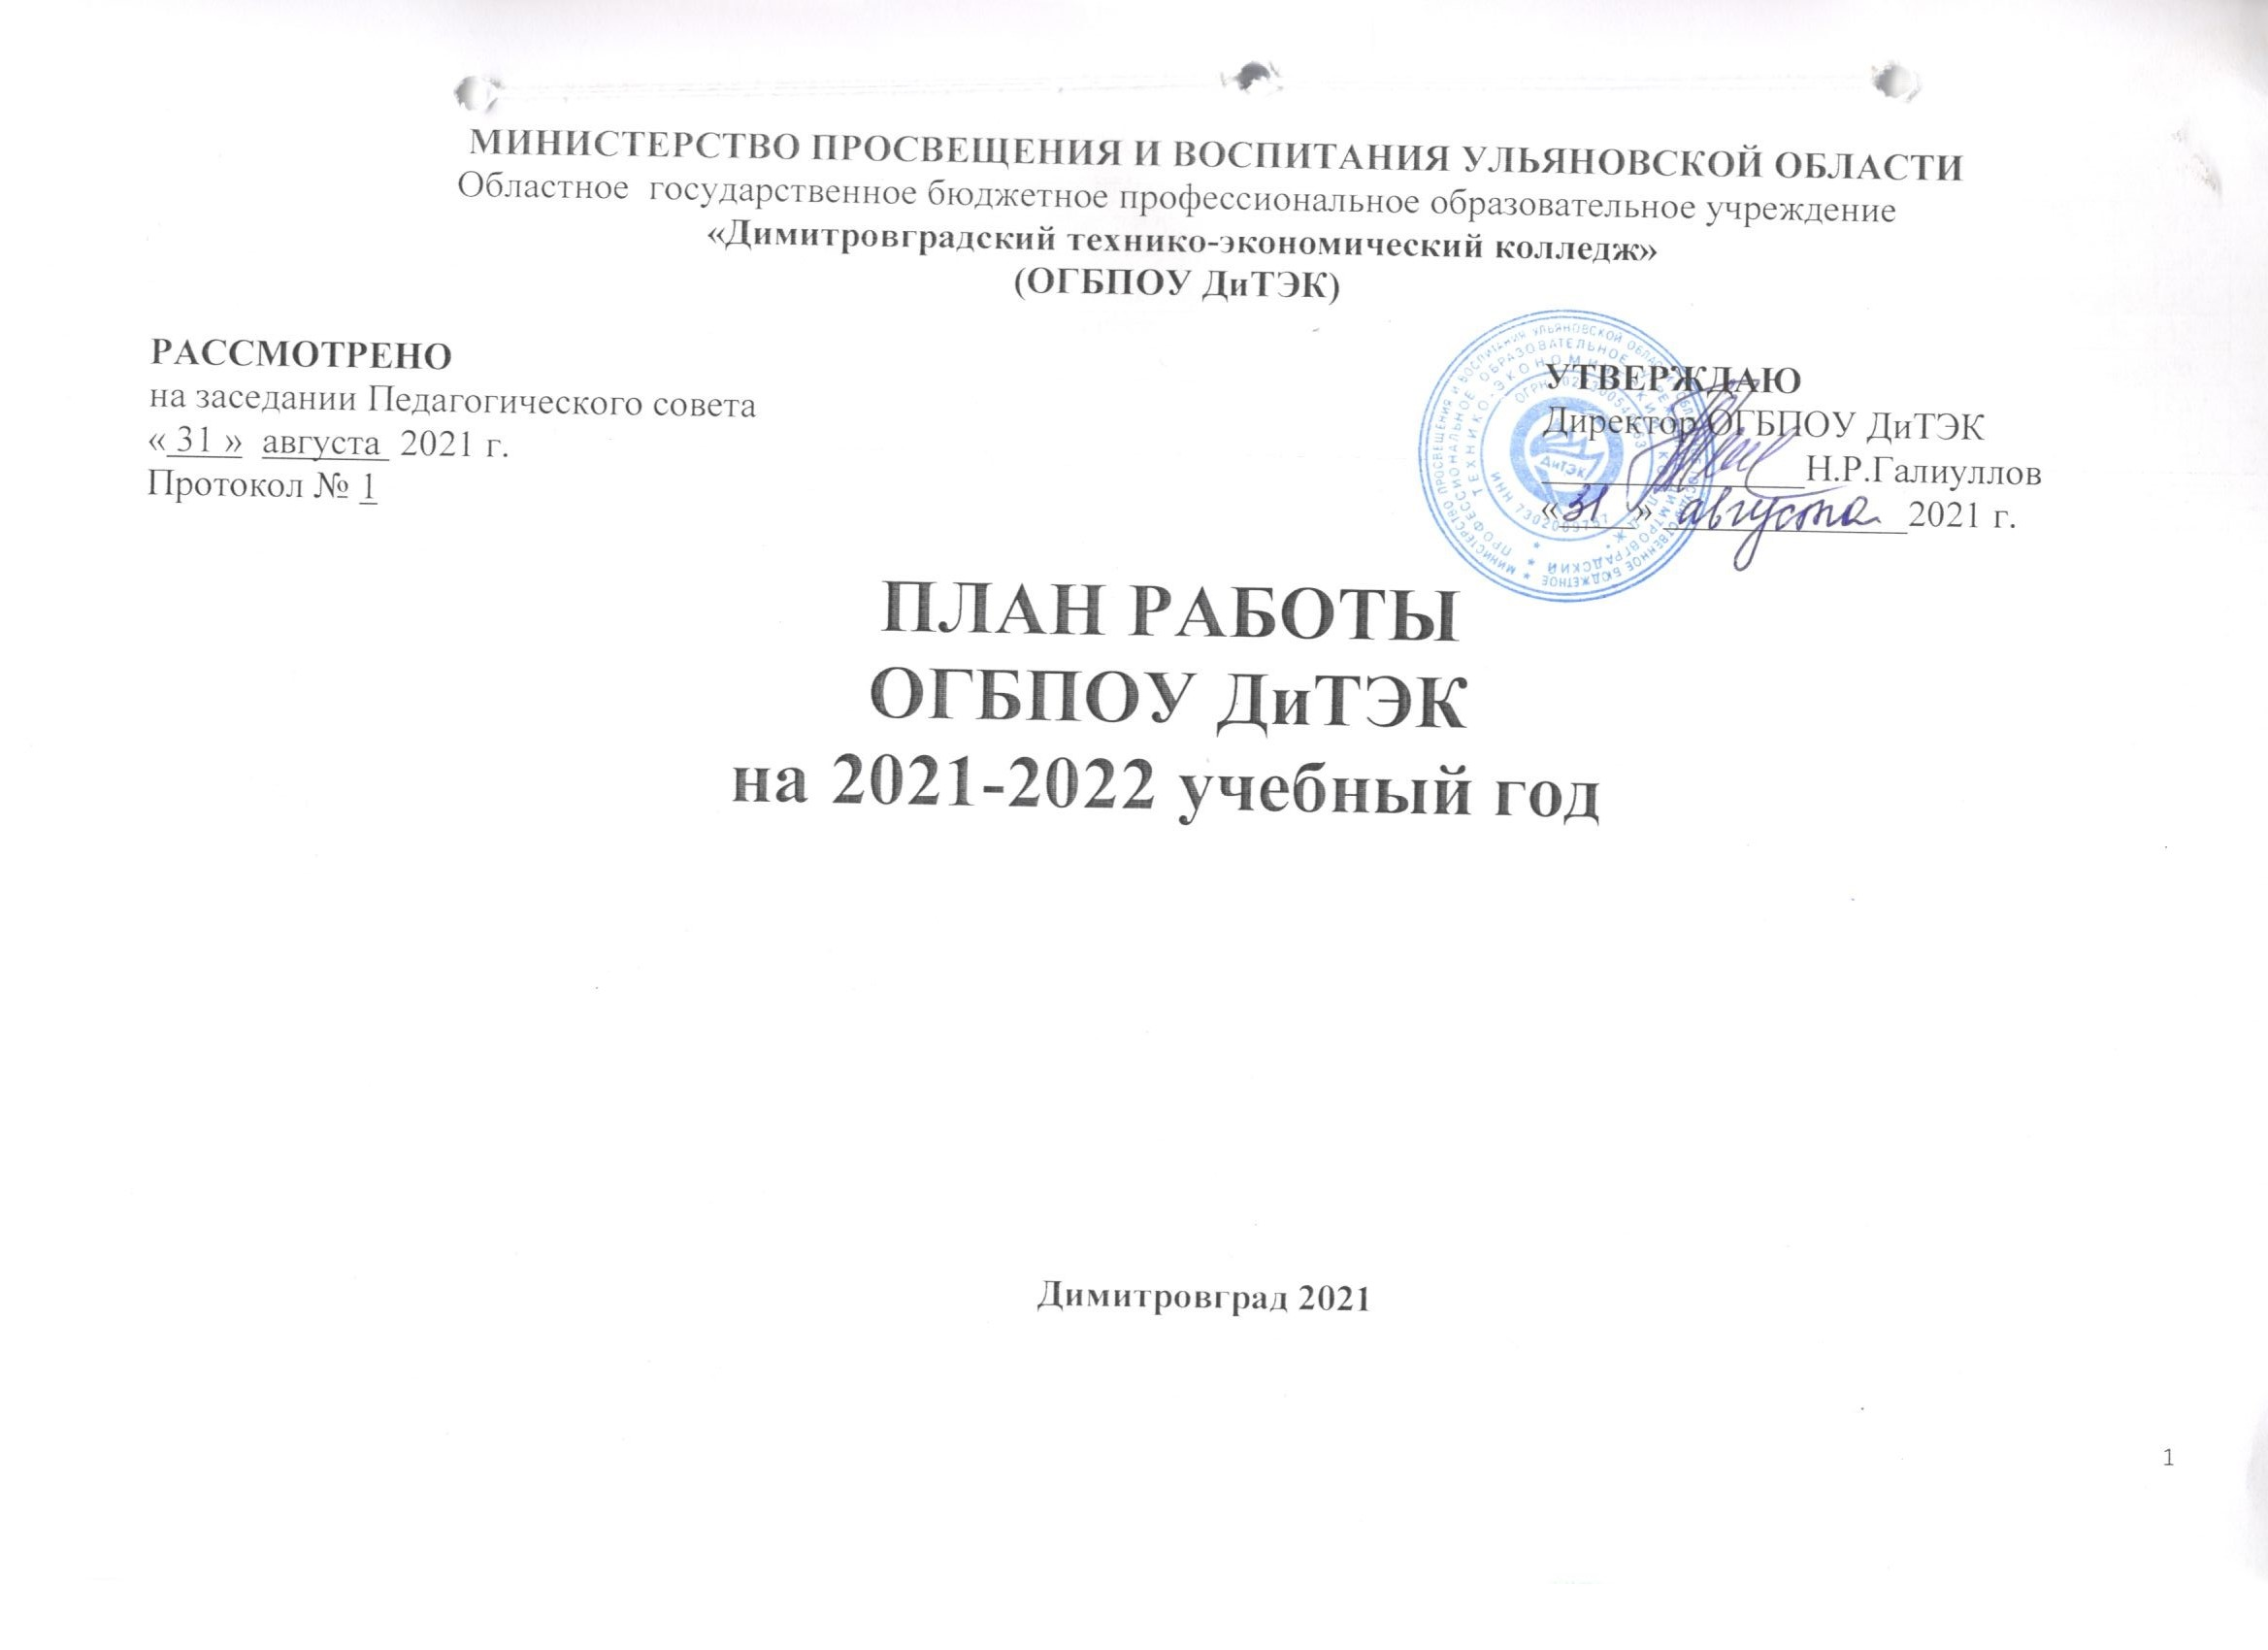 МИНИСТЕРСТВО ПРОСВЕЩЕНИЯ И ВОСПИТАНИЯ УЛЬЯНОВСКОЙ ОБЛАСТИ
Областное государственное бюджетное профессиональное образовательное учреждение
«Димитровградский технико-экономический колледж»
(ОГБПОУ ДиТЭК)
РАССМОТРЕНО
на заседании Педагогического совета
« 31 » августа 2021 г.
Протокол № 1
УТВЕРЖДАЮ
Директор ОГБПОУ ДиТЭК
Н.Р.Галиуллов
«31» августа 2021 г.
ДиТЭК
ПЛАН РАБОТЫ
ОГБПОУ ДиТЭК
на 2021-2022 учебный год
Димитровград 2021
1